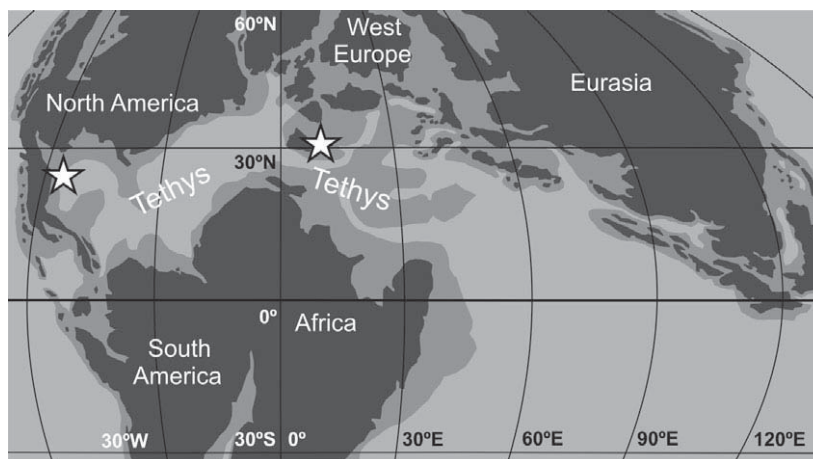 60ºN
West
Europe
Eurasia
North America
30ºN
Tethys
Tethys
0º
Africa
South
America
30ºW
30ºS
0º
30ºE
60ºE
90ºE
120ºE